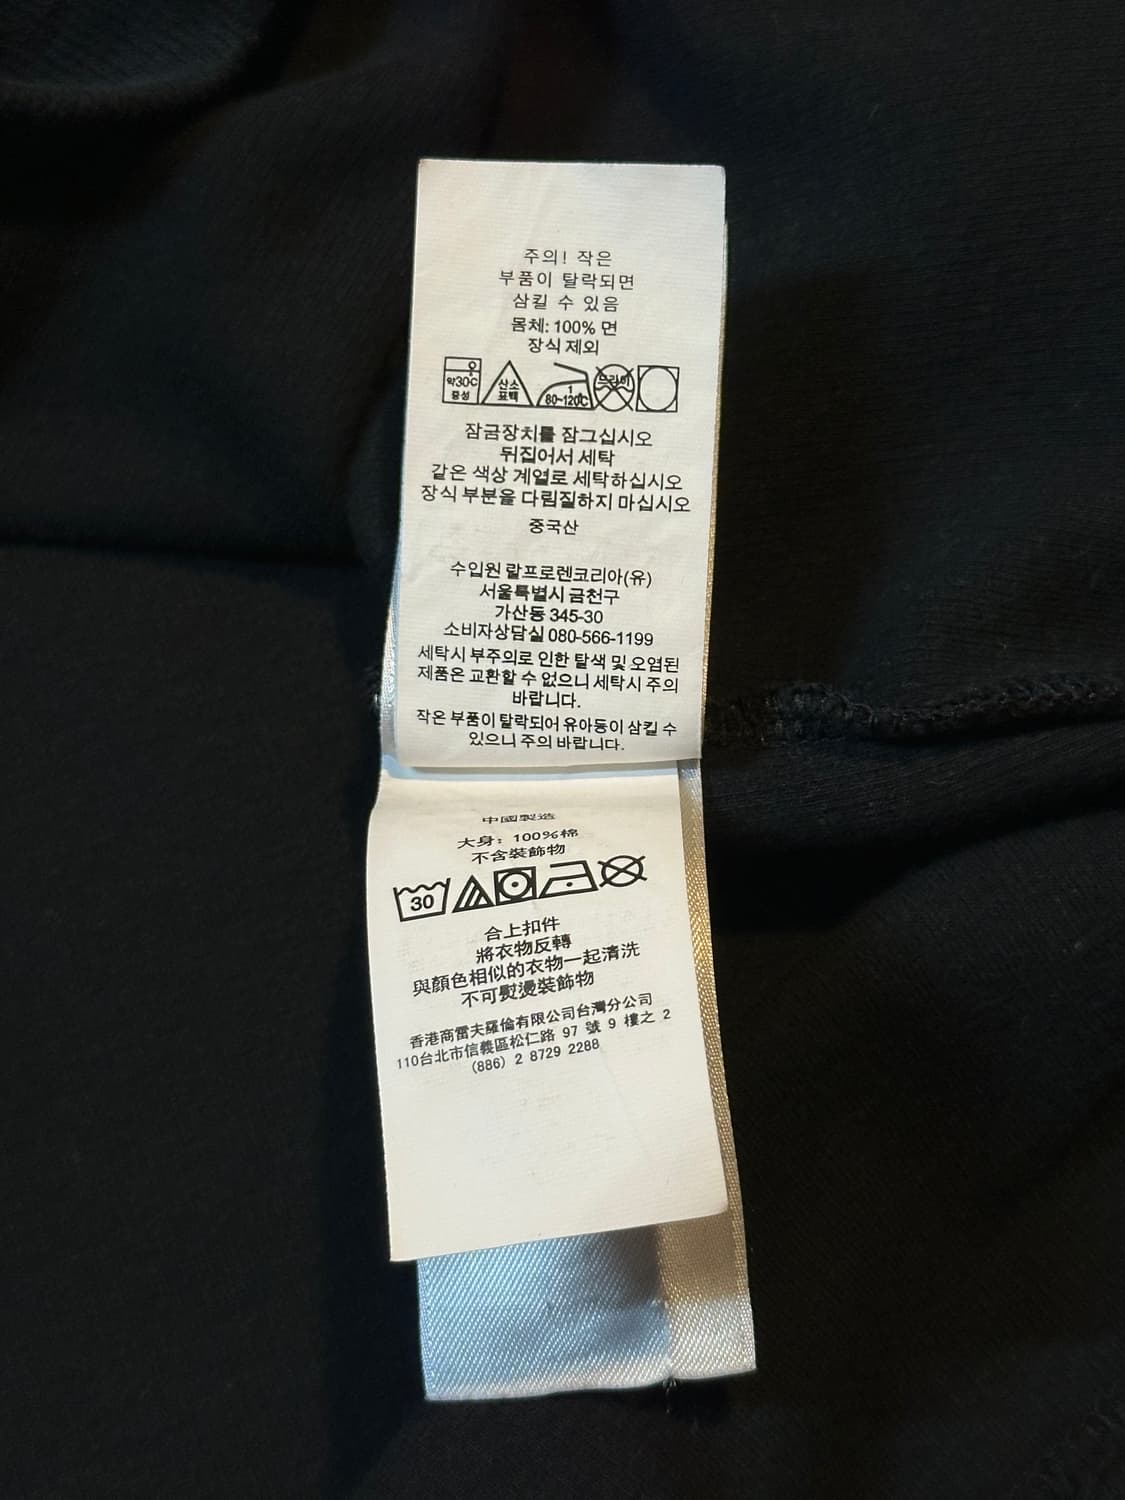 주의! 작은
부품이 탈락되면
삼킬 수 있음
몸체: 100% 면
장식 제외
약30℃ 중성
산소 표백
1 80~120℃
드라이
잠금장치를 잠그십시오
뒤집어서 세탁
같은 색상 계열로 세탁하십시오
장식 부분을 다림질하지 마십시오
중국산
수입원 랄프로렌코리아(유)
서울특별시 금천구
가산동 345-30
소비자상담실 080-566-1199
세탁시 부주의로 인한 탈색 및 오염된
제품은 교환할 수 없으니 세탁시 주의
바랍니다.
작은 부품이 탈락되어 유아동이 삼킬 수
있으니 주의 바랍니다.
中國製造
大身: 100%棉
不含裝飾物
30
合上扣件
將衣物反轉
與顏色相似的衣物一起清洗
不可熨燙裝飾物
香港商雷夫羅倫有限公司台灣分公司
110台北市信義區松仁路 97 號 9 樓之 2
(886) 2 8729 2288